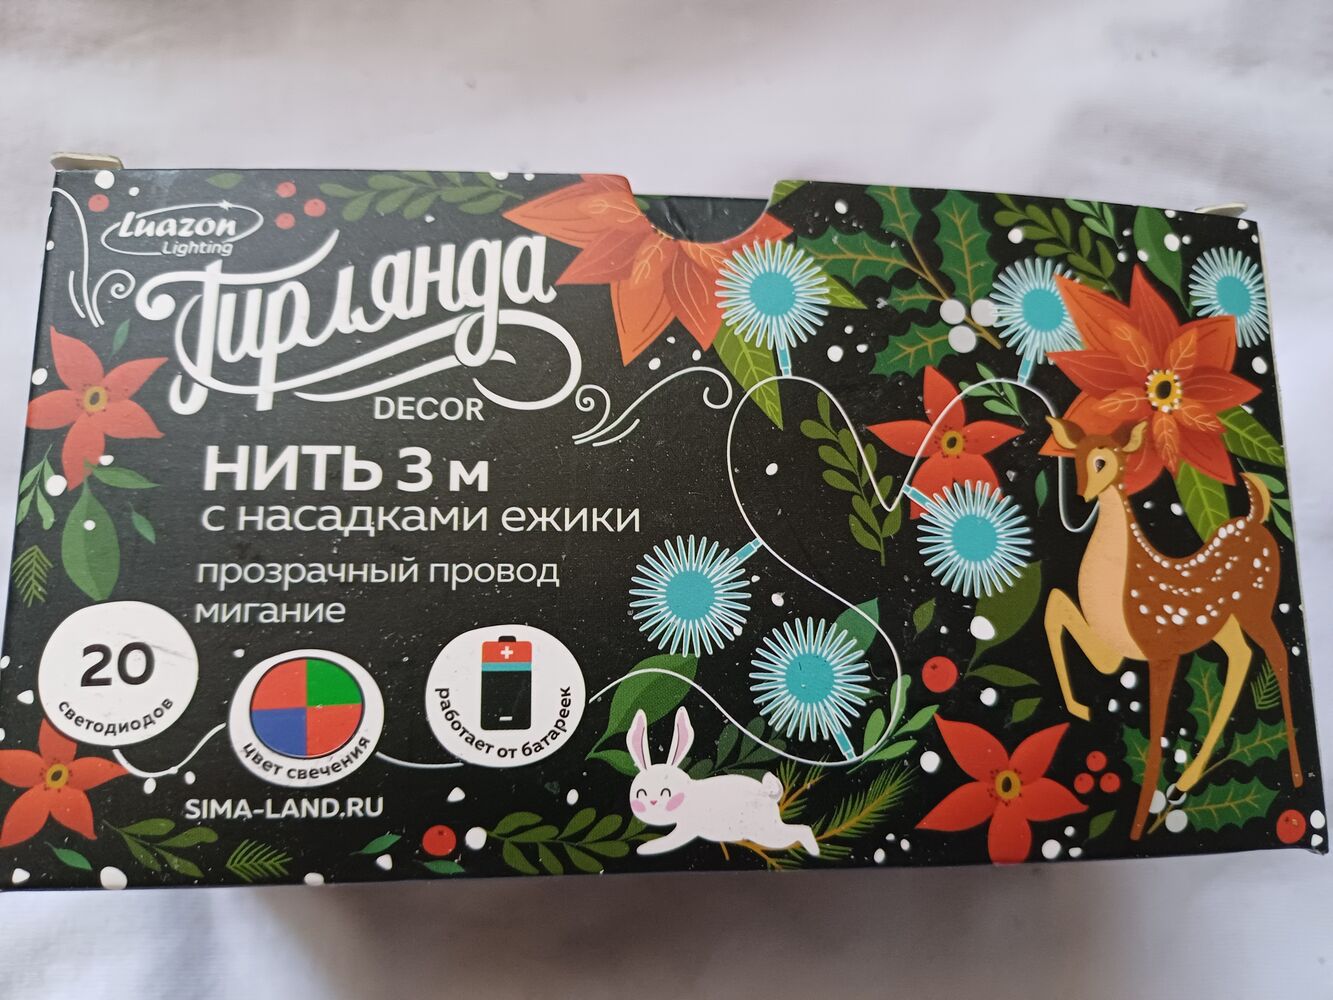 Luazon
Lighting
Гирлянда
DECOR
НИТЬ 3 м
с насадками ежики
прозрачный провод
мигание
20
светодиодов
цвет свечения
работает от батареек
SIMA-LAND.RU